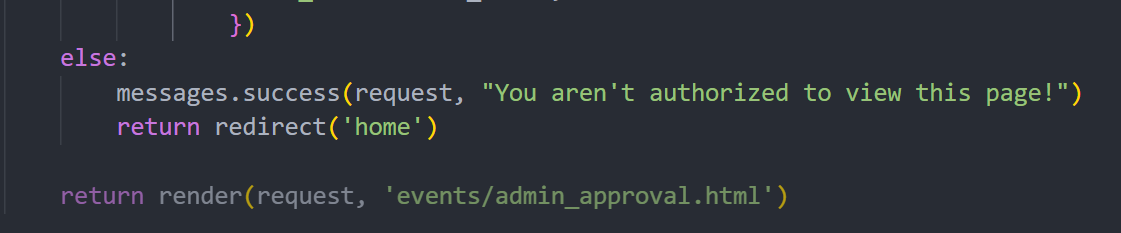 })
else:
messages.success(request, "You aren't authorized to view this page!")
return redirect('home')
return render(request, 'events/admin_approval.html')